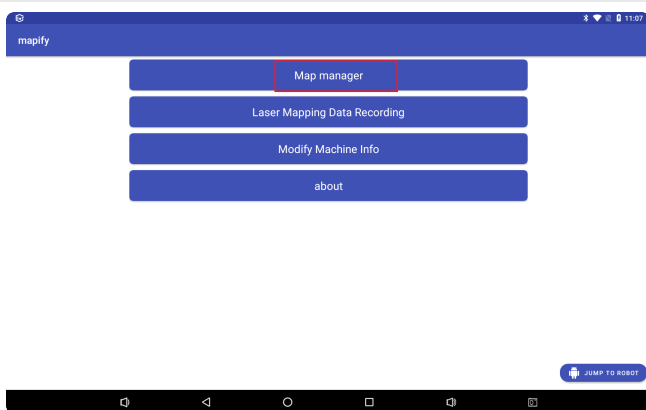 11:07
mapify
Map manager
Laser Mapping Data Recording
Modify Machine Info
about
JUMP TO ROBOT